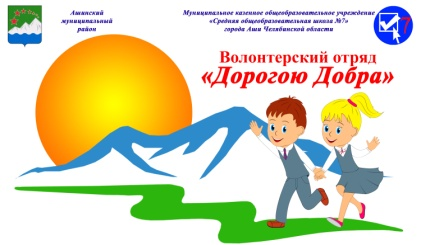 Ашинский
муниципальный
район
Муниципальное казенное общеобразовательное учреждение
«Средняя общеобразовательная школа №7»
города Аши Челябинской области
7
Волонтерский отряд
«Дорогою Добра»